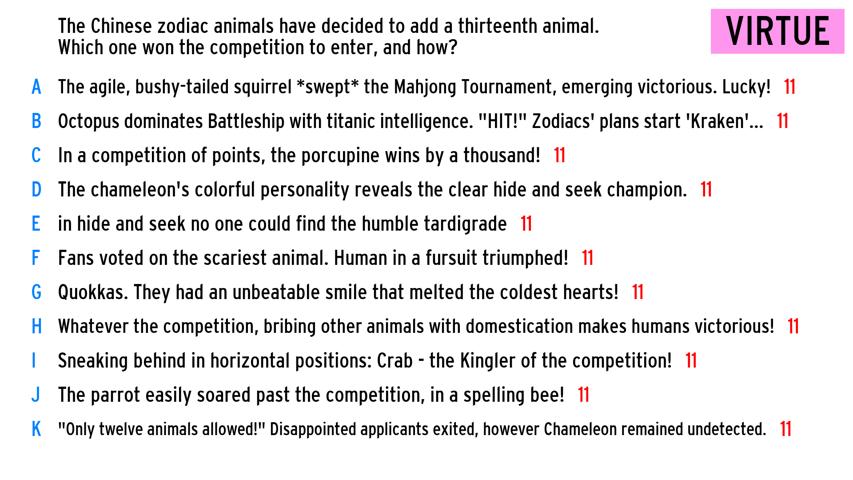 The Chinese zodiac animals have decided to add a thirteenth animal.
Which one won the competition to enter, and how?
VIRTUE
A The agile, bushy-tailed squirrel *swept* the Mahjong Tournament, emerging victorious. Lucky! 11
B Octopus dominates Battleship with titanic intelligence. "HIT!" Zodiacs' plans start 'Kraken'... 11
C In a competition of points, the porcupine wins by a thousand! 11
D The chameleon's colorful personality reveals the clear hide and seek champion. 11
E in hide and seek no one could find the humble tardigrade 11
F Fans voted on the scariest animal. Human in a fursuit triumphed! 11
G Quokkas. They had an unbeatable smile that melted the coldest hearts! 11
H Whatever the competition, bribing other animals with domestication makes humans victorious! 11
I Sneaking behind in horizontal positions: Crab - the Kingler of the competition! 11
J The parrot easily soared past the competition, in a spelling bee! 11
K "Only twelve animals allowed!" Disappointed applicants exited, however Chameleon remained undetected. 11